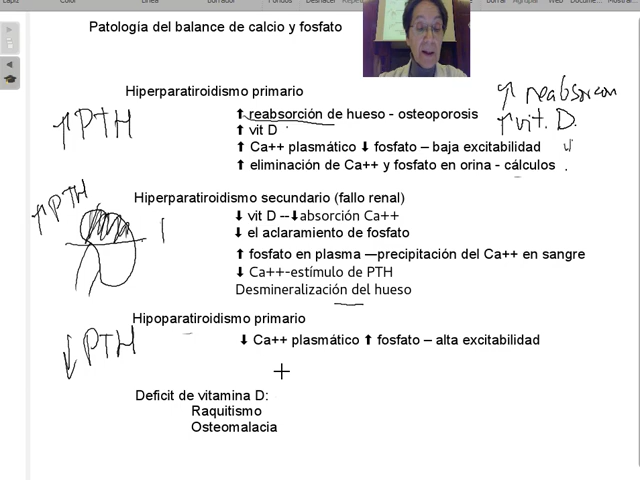 Patología del balance de calcio y fosfato
Hiperparatiroidismo primario
↑ PTH
⬆ reabsorción de hueso - osteoporosis
⬆ vit D
⬆ Ca++ plasmático ⬇ fosfato – baja excitabilidad
⬆ eliminación de Ca++ y fosfato en orina - cálculos
↑ reabsorcion
↑ vit. D.
Hiperparatiroidismo secundario (fallo renal)
↑ PTH
⬇ vit D --⬇absorción Ca++
⬇ el aclaramiento de fosfato
⬆ fosfato en plasma —precipitación del Ca++ en sangre
⬇ Ca++-estímulo de PTH
Desmineralización del hueso
Hipoparatiroidismo primario
↓ PTH
⬇ Ca++ plasmático ⬆ fosfato – alta excitabilidad
Deficit de vitamina D:
Raquitismo
Osteomalacia